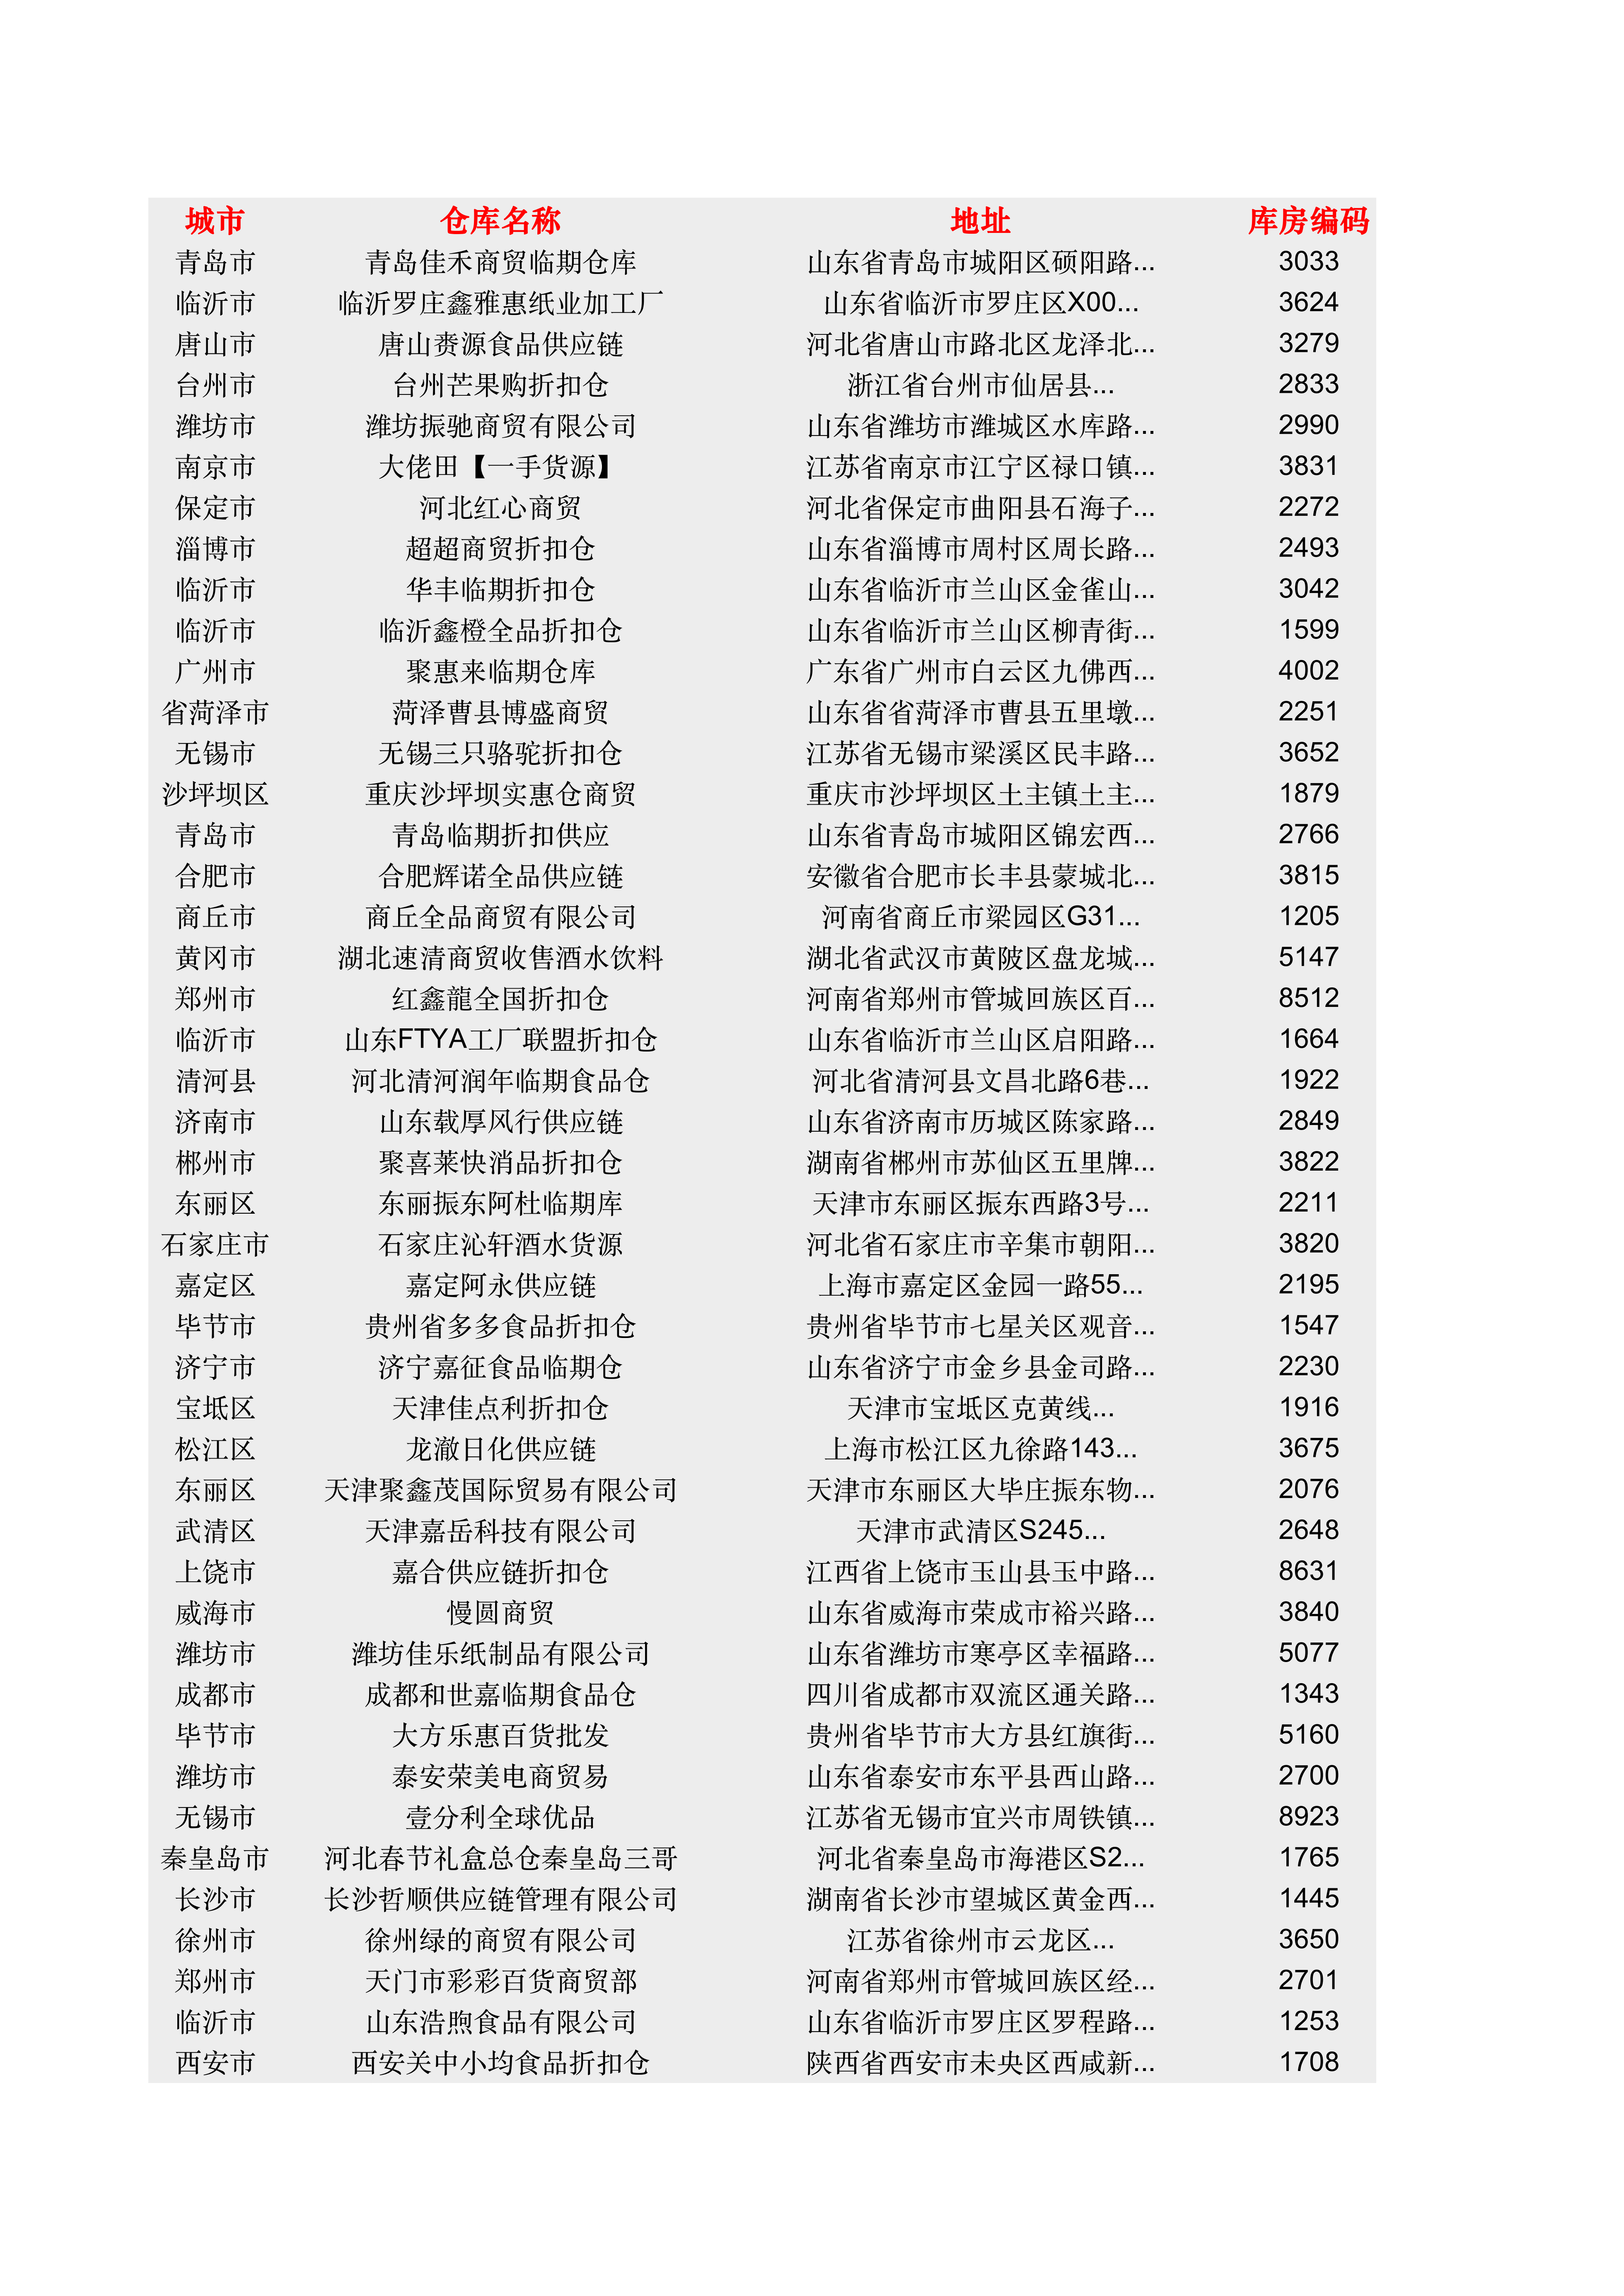 城市 仓库名称 地址 库房编码
青岛市 青岛佳禾商贸临期仓库 山东省青岛市城阳区硕阳路... 3033
临沂市 临沂罗庄鑫雅惠纸业加工厂 山东省临沂市罗庄区X00... 3624
唐山市 唐山赉源食品供应链 河北省唐山市路北区龙泽北... 3279
台州市 台州芒果购折扣仓 浙江省台州市仙居县... 2833
潍坊市 潍坊振驰商贸有限公司 山东省潍坊市潍城区水库路... 2990
南京市 大佬田【一手货源】 江苏省南京市江宁区禄口镇... 3831
保定市 河北红心商贸 河北省保定市曲阳县石海子... 2272
淄博市 超超商贸折扣仓 山东省淄博市周村区周长路... 2493
临沂市 华丰临期折扣仓 山东省临沂市兰山区金雀山... 3042
临沂市 临沂鑫橙全品折扣仓 山东省临沂市兰山区柳青街... 1599
广州市 聚惠来临期仓库 广东省广州市白云区九佛西... 4002
省菏泽市 菏泽曹县博盛商贸 山东省省菏泽市曹县五里墩... 2251
无锡市 无锡三只骆驼折扣仓 江苏省无锡市梁溪区民丰路... 3652
沙坪坝区 重庆沙坪坝实惠仓商贸 重庆市沙坪坝区土主镇土主... 1879
青岛市 青岛临期折扣供应 山东省青岛市城阳区锦宏西... 2766
合肥市 合肥辉诺全品供应链 安徽省合肥市长丰县蒙城北... 3815
商丘市 商丘全品商贸有限公司 河南省商丘市梁园区G31... 1205
黄冈市 湖北速清商贸收售酒水饮料 湖北省武汉市黄陂区盘龙城... 5147
郑州市 红鑫龍全国折扣仓 河南省郑州市管城回族区百... 8512
临沂市 山东FTYA工厂联盟折扣仓 山东省临沂市兰山区启阳路... 1664
清河县 河北清河润年临期食品仓 河北省清河县文昌北路6巷... 1922
济南市 山东载厚风行供应链 山东省济南市历城区陈家路... 2849
郴州市 聚喜莱快消品折扣仓 湖南省郴州市苏仙区五里牌... 3822
东丽区 东丽振东阿杜临期库 天津市东丽区振东西路3号... 2211
石家庄市 石家庄沁轩酒水货源 河北省石家庄市辛集市朝阳... 3820
嘉定区 嘉定阿永供应链 上海市嘉定区金园一路55... 2195
毕节市 贵州省多多食品折扣仓 贵州省毕节市七星关区观音... 1547
济宁市 济宁嘉征食品临期仓 山东省济宁市金乡县金司路... 2230
宝坻区 天津佳点利折扣仓 天津市宝坻区克黄线... 1916
松江区 龙澈日化供应链 上海市松江区九徐路143... 3675
东丽区 天津聚鑫茂国际贸易有限公司 天津市东丽区大毕庄振东物... 2076
武清区 天津嘉岳科技有限公司 天津市武清区S245... 2648
上饶市 嘉合供应链折扣仓 江西省上饶市玉山县玉中路... 8631
威海市 慢圆商贸 山东省威海市荣成市裕兴路... 3840
潍坊市 潍坊佳乐纸制品有限公司 山东省潍坊市寒亭区幸福路... 5077
成都市 成都和世嘉临期食品仓 四川省成都市双流区通关路... 1343
毕节市 大方乐惠百货批发 贵州省毕节市大方县红旗街... 5160
潍坊市 泰安荣美电商贸易 山东省泰安市东平县西山路... 2700
无锡市 壹分利全球优品 江苏省无锡市宜兴市周铁镇... 8923
秦皇岛市 河北春节礼盒总仓秦皇岛三哥 河北省秦皇岛市海港区S2... 1765
长沙市 长沙哲顺供应链管理有限公司 湖南省长沙市望城区黄金西... 1445
徐州市 徐州绿的商贸有限公司 江苏省徐州市云龙区... 3650
郑州市 天门市彩彩百货商贸部 河南省郑州市管城回族区经... 2701
临沂市 山东浩煦食品有限公司 山东省临沂市罗庄区罗程路... 1253
西安市 西安关中小均食品折扣仓 陕西省西安市未央区西咸新... 1708